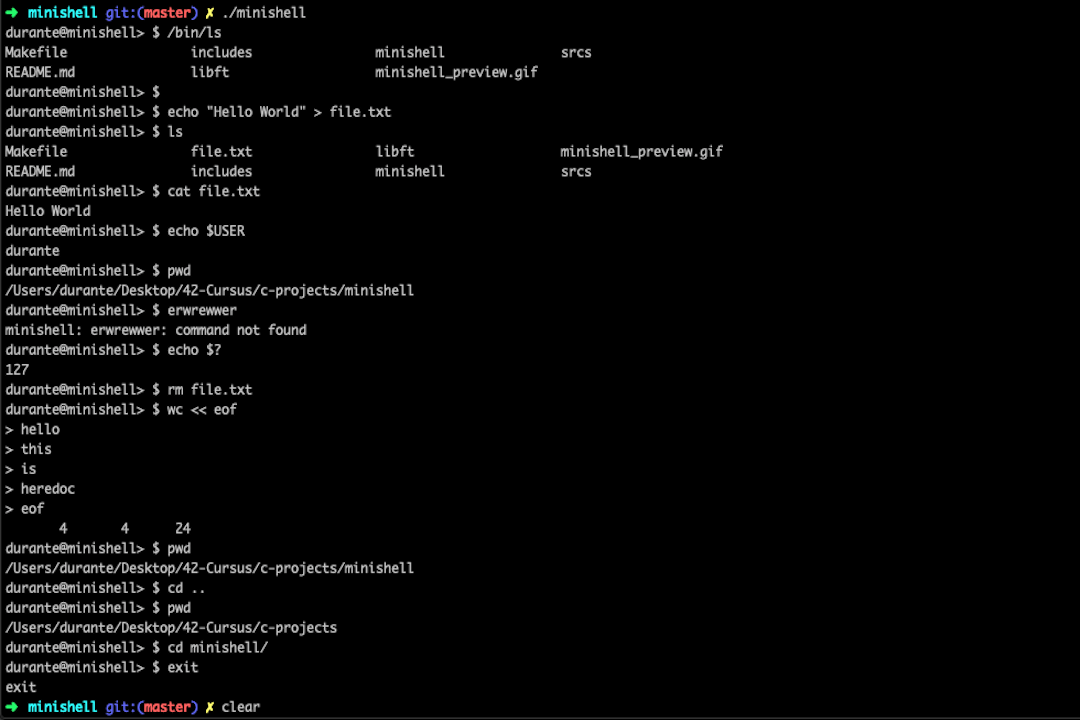 ➜ minishell git:(master) ✗ ./minishell
durante@minishell> $ /bin/ls
Makefile includes minishell srcs
README.md libft minishell_preview.gif
durante@minishell> $
durante@minishell> $ echo "Hello World" > file.txt
durante@minishell> $ ls
Makefile file.txt libft minishell_preview.gif
README.md includes minishell srcs
durante@minishell> $ cat file.txt
Hello World
durante@minishell> $ echo $USER
durante
durante@minishell> $ pwd
/Users/durante/Desktop/42-Cursus/c-projects/minishell
durante@minishell> $ erwrewwer
minishell: erwrewwer: command not found
durante@minishell> $ echo $?
127
durante@minishell> $ rm file.txt
durante@minishell> $ wc << eof
> hello
> this
> is
> heredoc
> eof
4 4 24
durante@minishell> $ pwd
/Users/durante/Desktop/42-Cursus/c-projects/minishell
durante@minishell> $ cd ..
durante@minishell> $ pwd
/Users/durante/Desktop/42-Cursus/c-projects
durante@minishell> $ cd minishell/
durante@minishell> $ exit
exit
➜ minishell git:(master) ✗ clear